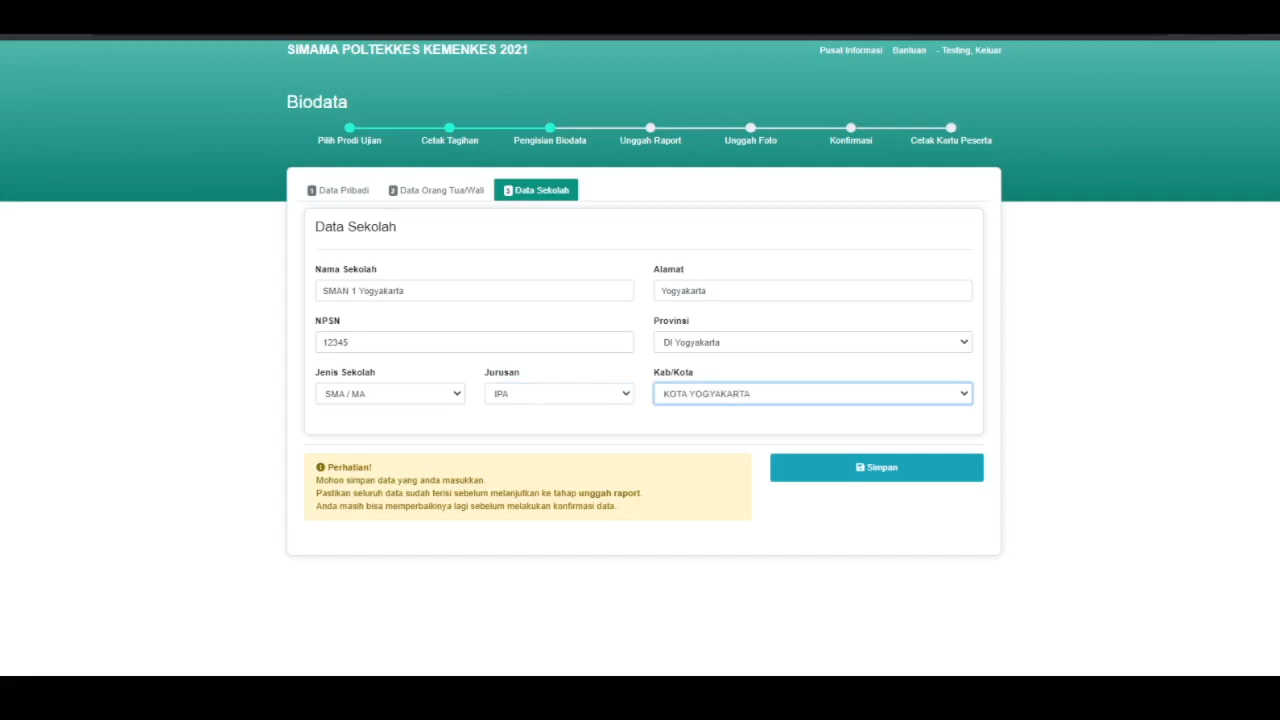 SIMAMA POLTEKKES KEMENKES 2021
Pusat Informasi Bantuan - Testing, Keluar
Biodata
Pilih Prodi Ujian Cetak Tagihan Pengisian Biodata Unggah Raport Unggah Foto Konfirmasi Cetak Kartu Peserta
1 Data Pribadi 2 Data Orang Tua/Wali 3 Data Sekolah
Data Sekolah
Nama Sekolah Alamat
SMAN 1 Yogyakarta Yogyakarta
NPSN Provinsi
12345 DI Yogyakarta
Jenis Sekolah Jurusan Kab/Kota
SMA / MA IPA KOTA YOGYAKARTA
Perhatian! Simpan
Mohon simpan data yang anda masukkan.
Pastikan seluruh data sudah terisi sebelum melanjutkan ke tahap unggah raport.
Anda masih bisa memperbaikinya lagi sebelum melakukan konfirmasi data.